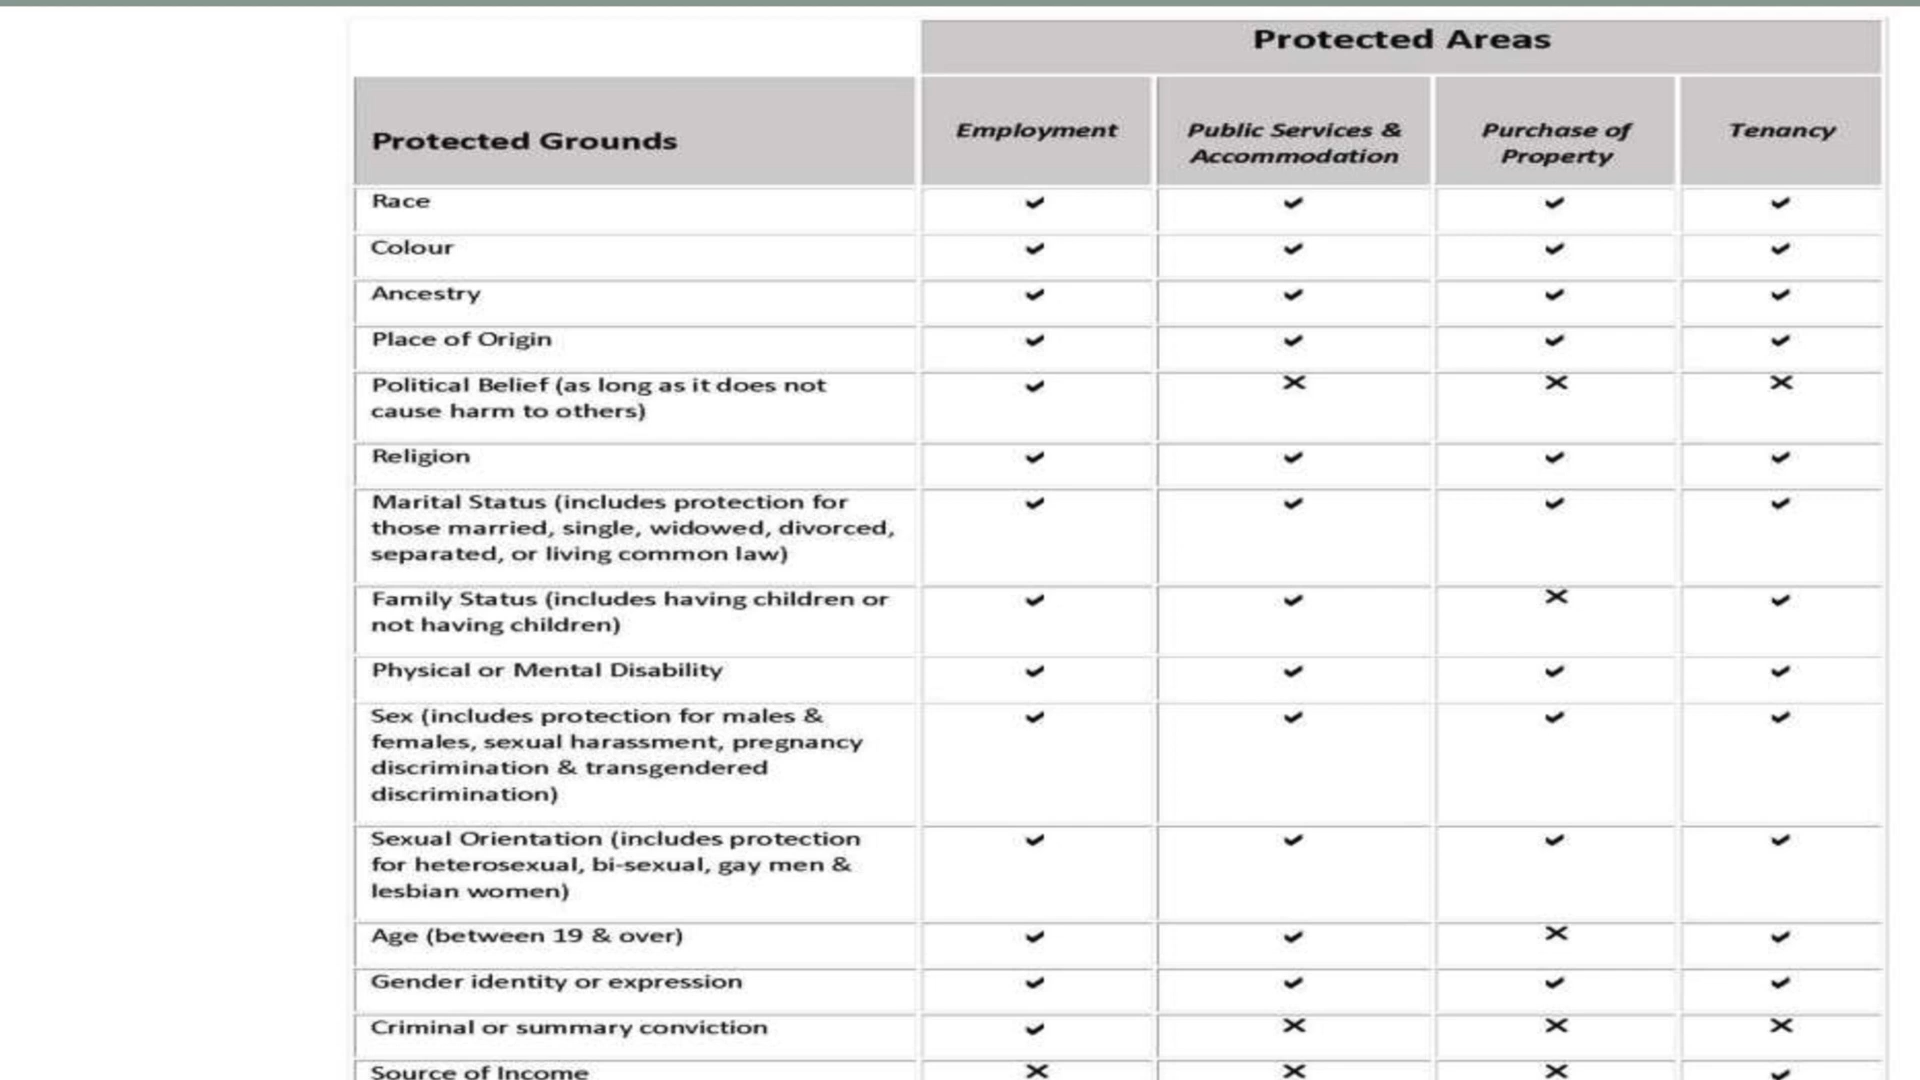 Protected Areas
Protected Grounds
Employment
Public Services &
Accommodation
Purchase of
Property
Tenancy
Race ✔ ✔ ✔ ✔
Colour ✔ ✔ ✔ ✔
Ancestry ✔ ✔ ✔ ✔
Place of Origin ✔ ✔ ✔ ✔
Political Belief (as long as it does not ✔ ✕ ✕ ✕
cause harm to others)
Religion ✔ ✔ ✔ ✔
Marital Status (includes protection for ✔ ✔ ✔ ✔
those married, single, widowed, divorced,
separated, or living common law)
Family Status (includes having children or ✔ ✔ ✕ ✔
not having children)
Physical or Mental Disability ✔ ✔ ✔ ✔
Sex (includes protection for males & ✔ ✔ ✔ ✔
females, sexual harassment, pregnancy
discrimination & transgendered
discrimination)
Sexual Orientation (includes protection ✔ ✔ ✔ ✔
for heterosexual, bi-sexual, gay men &
lesbian women)
Age (between 19 & over) ✔ ✔ ✕ ✔
Gender identity or expression ✔ ✔ ✔ ✔
Criminal or summary conviction ✔ ✕ ✕ ✕
Source of Income ✕ ✕ ✕ ✔